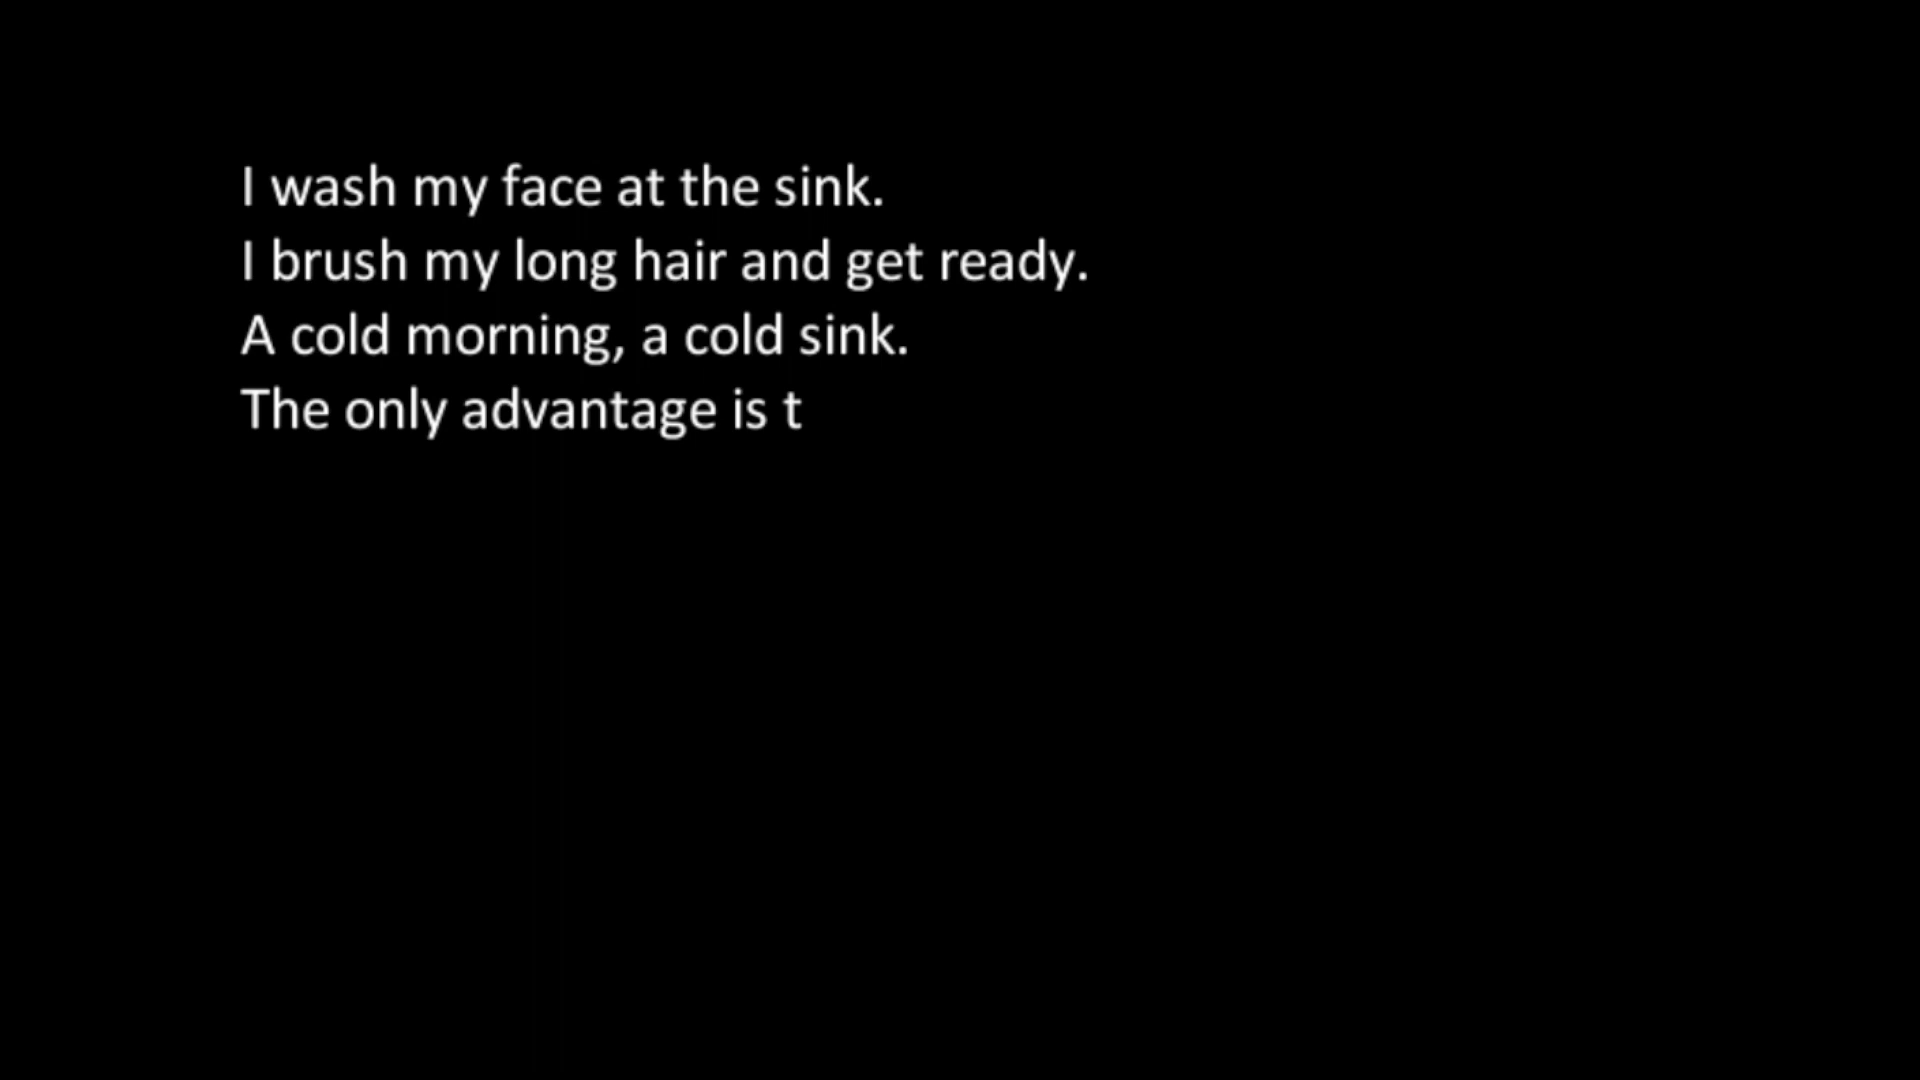 I wash my face at the sink.
I brush my long hair and get ready.
A cold morning, a cold sink.
The only advantage is t